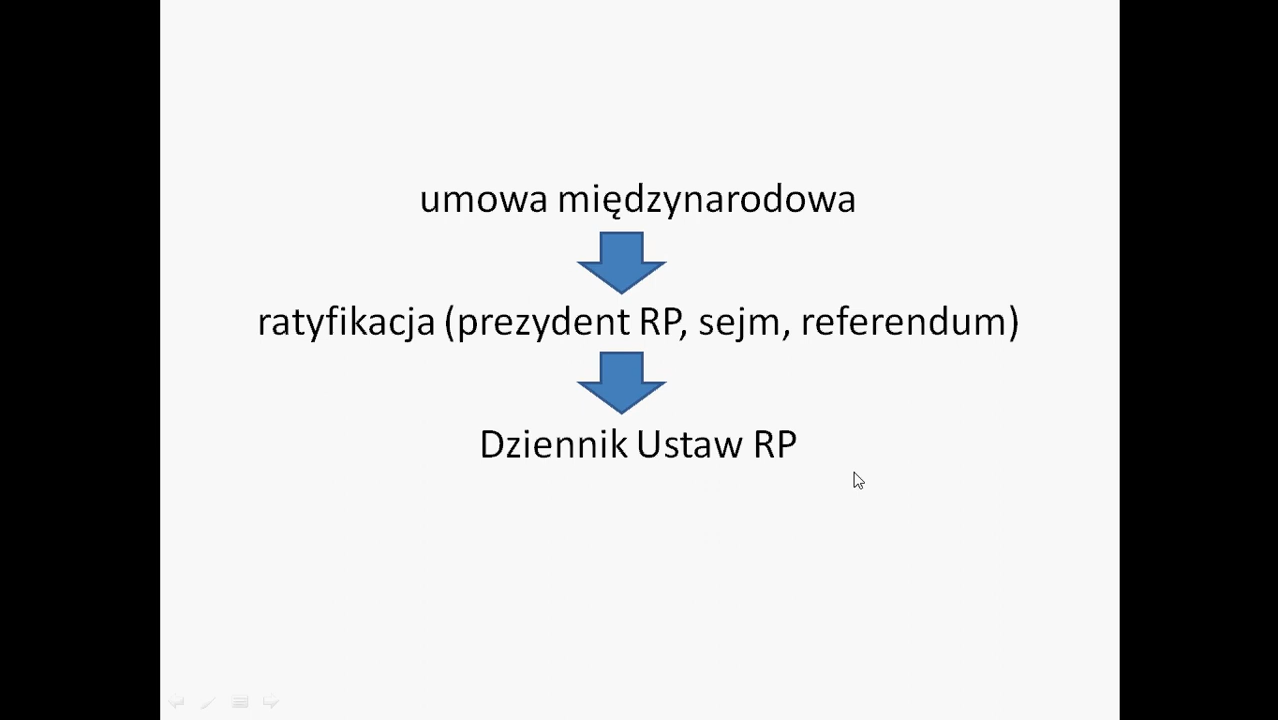 umowa międzynarodowa
ratyfikacja (prezydent RP, sejm, referendum)
Dziennik Ustaw RP